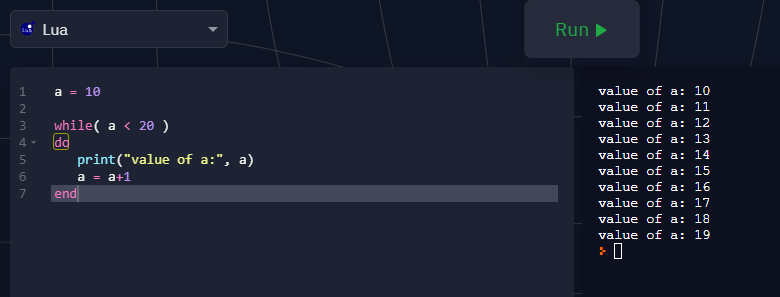 Lua
Run
1 a = 10
2
3 while( a < 20 )
4 do
5 print("value of a:", a)
6 a = a+1
7 end
value of a: 10
value of a: 11
value of a: 12
value of a: 13
value of a: 14
value of a: 15
value of a: 16
value of a: 17
value of a: 18
value of a: 19